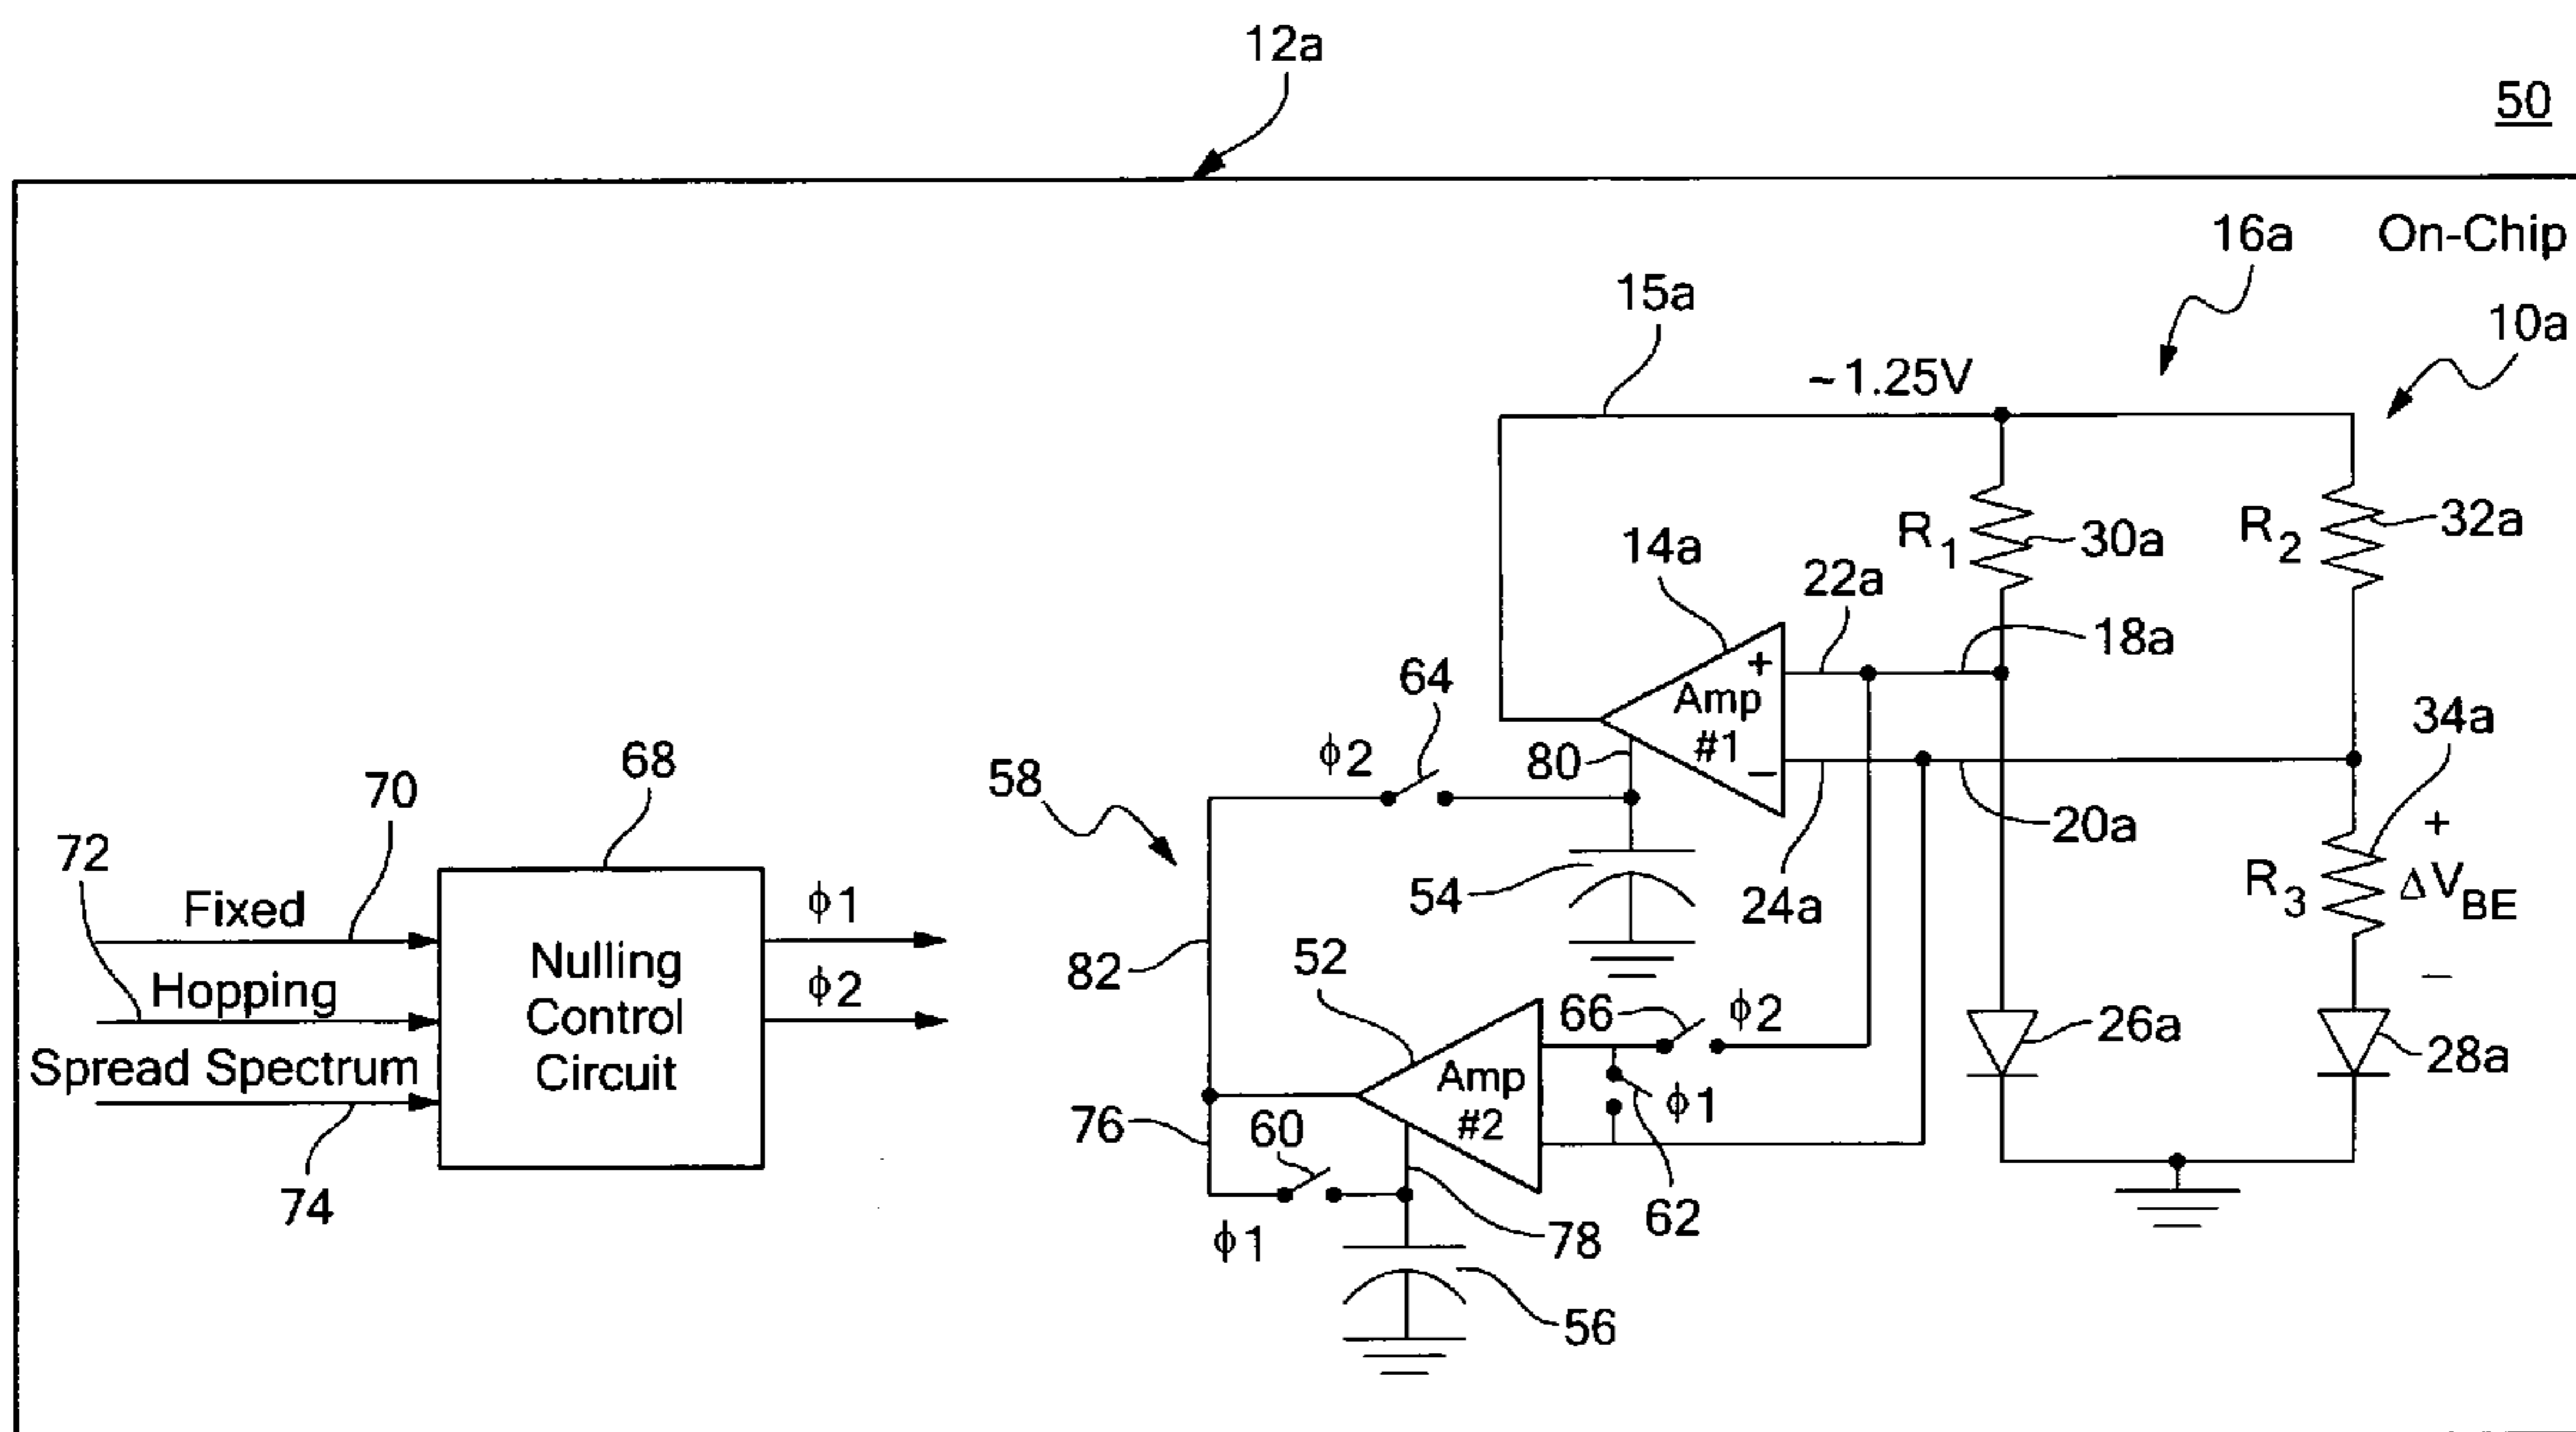 12a
50
On-Chip
16a
10a
15a
~1.25V
R1
30a
R2
32a
14a
22a
18a
+
Amp
#1
−
64
ϕ2
80
34a
58
68
70
72
Fixed
ϕ1
Nulling
Control
Circuit
Hopping
ϕ2
Spread Spectrum
74
54
24a
20a
+
R3
ΔVBE
−
82
52
66
ϕ2
26a
28a
Amp
#2
ϕ1
76
60
62
ϕ1
78
56